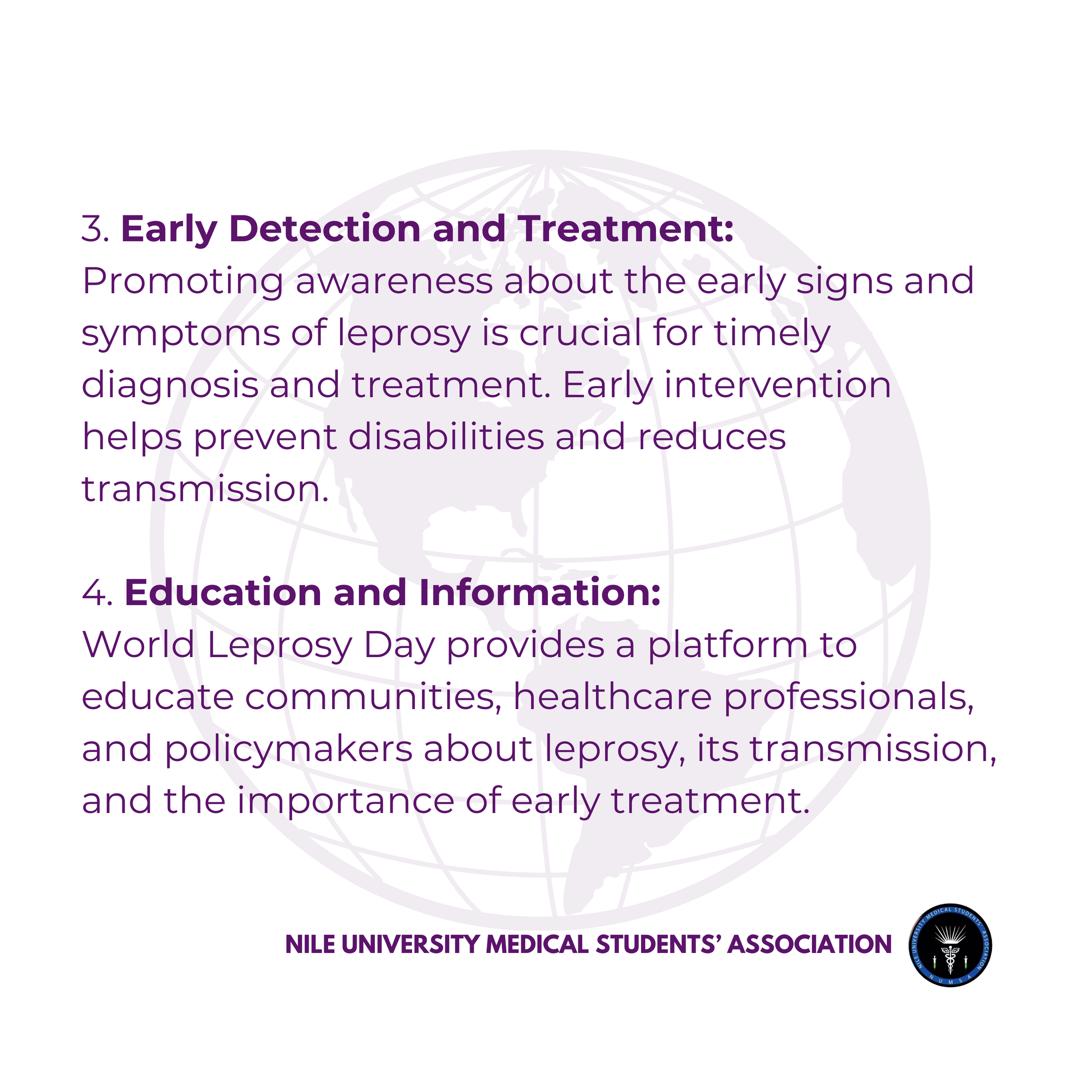 3. Early Detection and Treatment:
Promoting awareness about the early signs and
symptoms of leprosy is crucial for timely
diagnosis and treatment. Early intervention
helps prevent disabilities and reduces
transmission.
4. Education and Information:
World Leprosy Day provides a platform to
educate communities, healthcare professionals,
and policymakers about leprosy, its transmission,
and the importance of early treatment.
NILE UNIVERSITY MEDICAL STUDENTS’ ASSOCIATION
NILE UNIVERSITY MEDICAL STUDENTS' ASSOCIATION
N U M S A